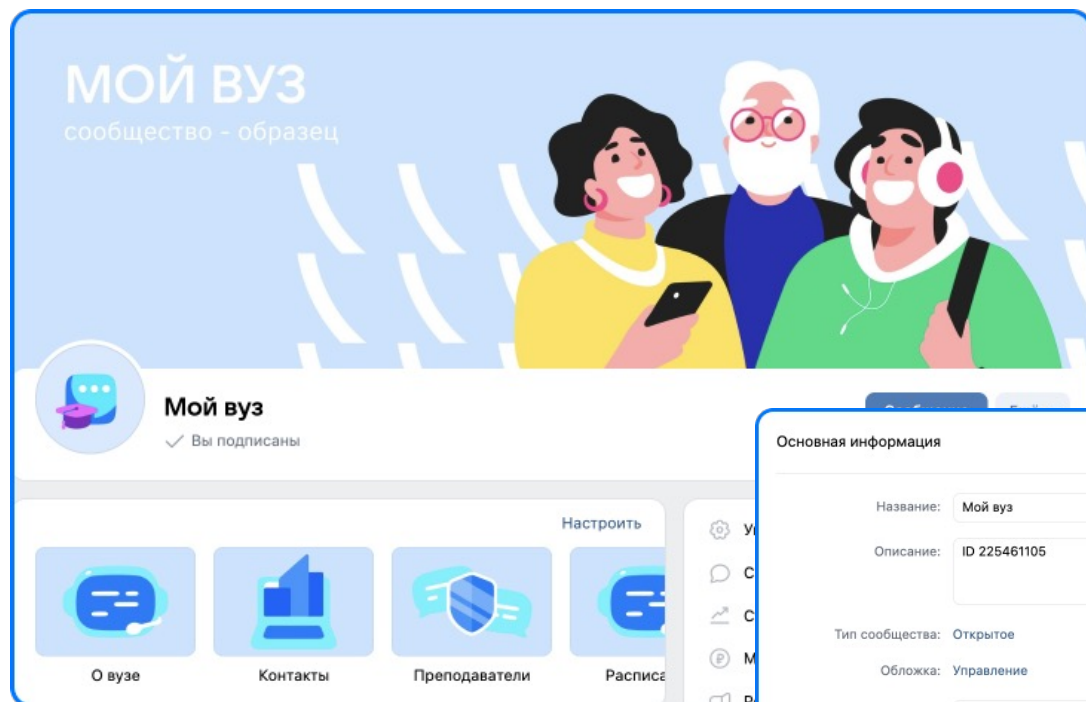 МОЙ ВУЗ
сообщество - образец
Мой вуз
Вы подписаны
Настроить
О вузе
Контакты
Преподаватели
Основная информация
Название:
Мой вуз
Описание:
ID 225461105
Тип сообщества:
Открытое
Обложка:
Управление